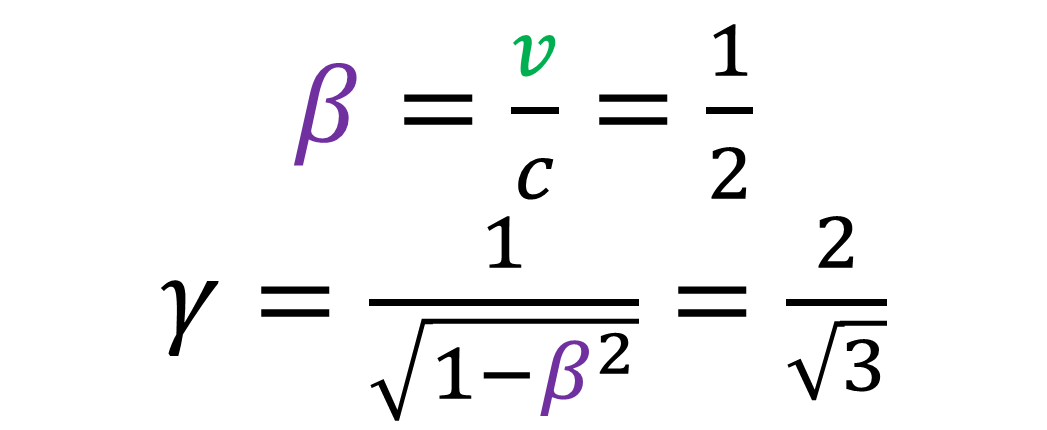 β = v/c = 1/2
γ = 1/√(1−β²) = 2/√3